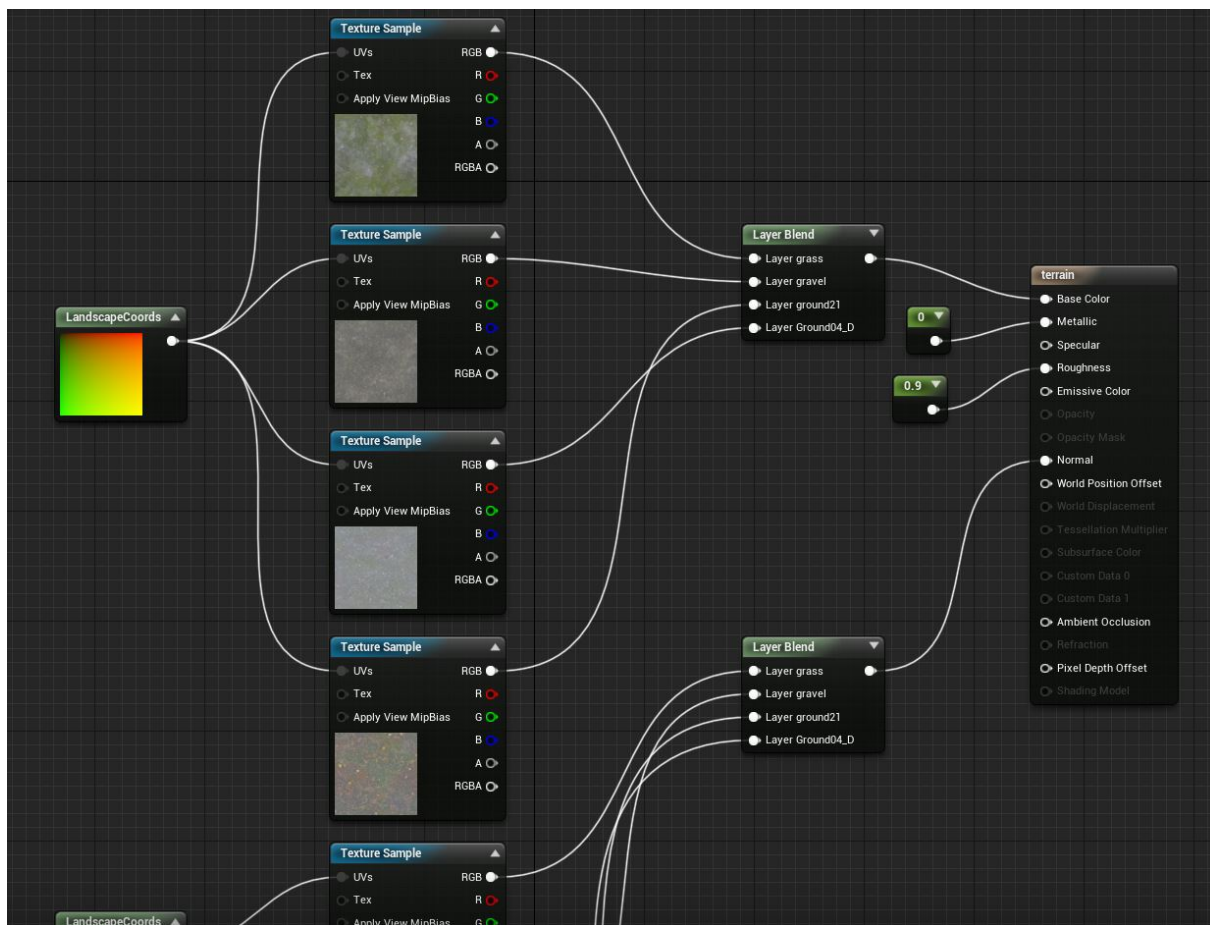 Texture Sample
UVs RGB
Tex R
Apply View MipBias G
B
A
RGBA
Texture Sample
UVs RGB
Tex R
Apply View MipBias G
B
A
RGBA
LandscapeCoords
Texture Sample
UVs RGB
Tex R
Apply View MipBias G
B
A
RGBA
Texture Sample
UVs RGB
Tex R
Apply View MipBias G
B
A
RGBA
Texture Sample
UVs RGB
Tex R
Apply View MipBias G
LandscapeCoords
Layer Blend
Layer grass
Layer gravel
Layer ground21
Layer Ground04_D
Layer Blend
Layer grass
Layer gravel
Layer ground21
Layer Ground04_D
0
0.9
terrain
Base Color
Metallic
Specular
Roughness
Emissive Color
Opacity
Opacity Mask
Normal
World Position Offset
World Displacement
Tessellation Multiplier
Subsurface Color
Custom Data 0
Custom Data 1
Ambient Occlusion
Refraction
Pixel Depth Offset
Shading Model